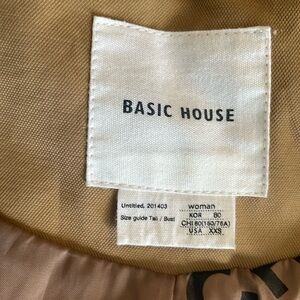 BASIC HOUSE
Untitled, 201403
Size guide Tall / Bust
woman
KOR 80
CHI 80(160/76A)
USA XXS